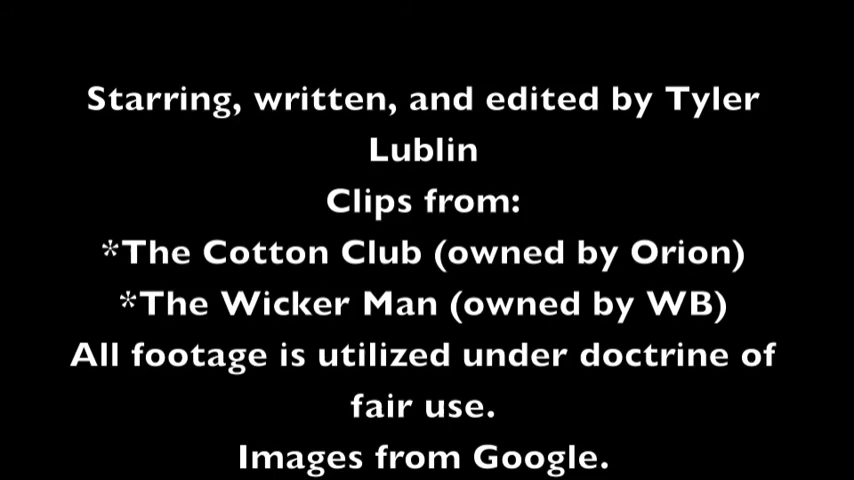 Starring, written, and edited by Tyler
Lublin
Clips from:
*The Cotton Club (owned by Orion)
*The Wicker Man (owned by WB)
All footage is utilized under doctrine of
fair use.
Images from Google.